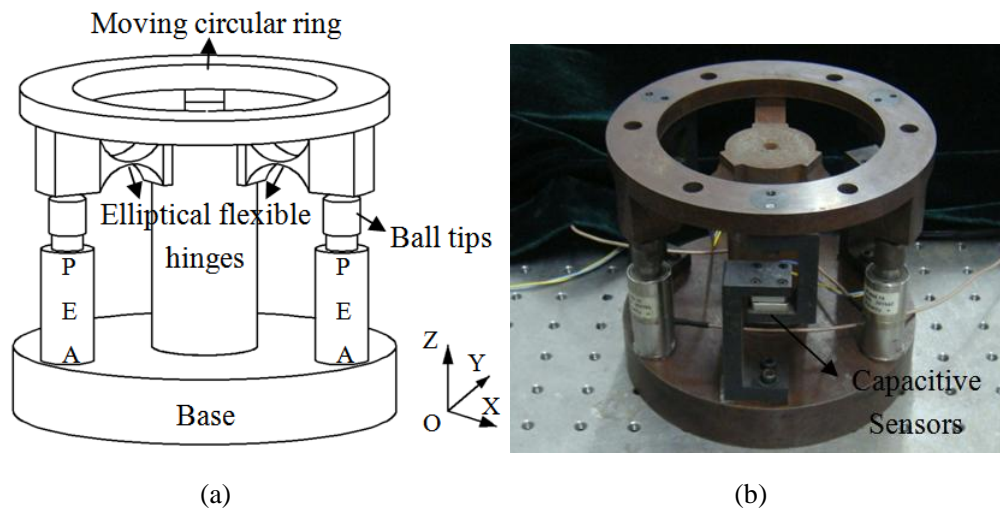 Moving circular ring
Elliptical flexible
hinges
Ball tips
P
E
A
P
E
A
Base
Z
Y
X
O
Capacitive
Sensors
(a)
(b)